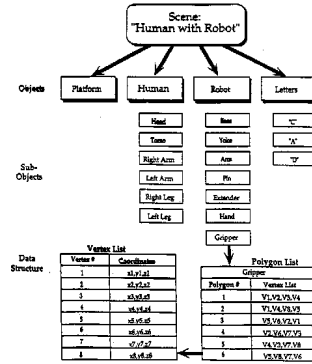 Scene:
"Human with Robot"
Objects
Platform
Human
Robot
Letters
Sub-
Objects
Head
Torso
Right Arm
Left Arm
Right Leg
Left Leg
Base
Yoke
Arm
Pin
Extender
Hand
Gripper
"C"
"A"
"D"
Data
Structure
Vertex List
Vertex # Coordinates
1 x1,y1,z1
2 x2,y2,z2
3 x3,y3,z3
4 x4,y4,z4
5 x5,y5,z5
6 x6,y6,z6
7 x7,y7,z7
8 x8,y8,z8
Polygon List
Gripper
Polygon # Vertex List
1 V1,V2,V3,V4
2 V1,V4,V8,V5
3 V5,V6,V2,V1
4 V2,V6,V7,V3
5 V4,V3,V7,V8
6 V5,V8,V7,V6